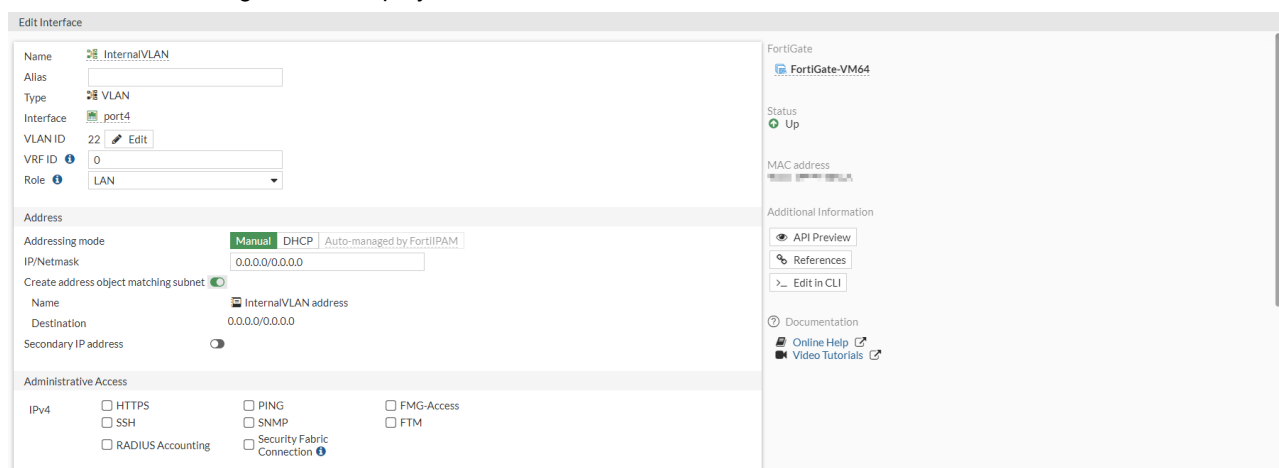 Edit Interface
Name InternalVLAN
Alias
Type VLAN
Interface port4
VLAN ID 22 Edit
VRF ID 0
Role LAN
Address
Addressing mode Manual DHCP Auto-managed by FortiIPAM
IP/Netmask 0.0.0.0/0.0.0.0
Create address object matching subnet
Name InternalVLAN address
Destination 0.0.0.0/0.0.0.0
Secondary IP address
Administrative Access
IPv4 HTTPS PING FMG-Access
SSH SNMP FTM
RADIUS Accounting Security Fabric
Connection
FortiGate
FortiGate-VM64
Status
Up
MAC address
Additional Information
API Preview
References
>_ Edit in CLI
Documentation
Online Help
Video Tutorials